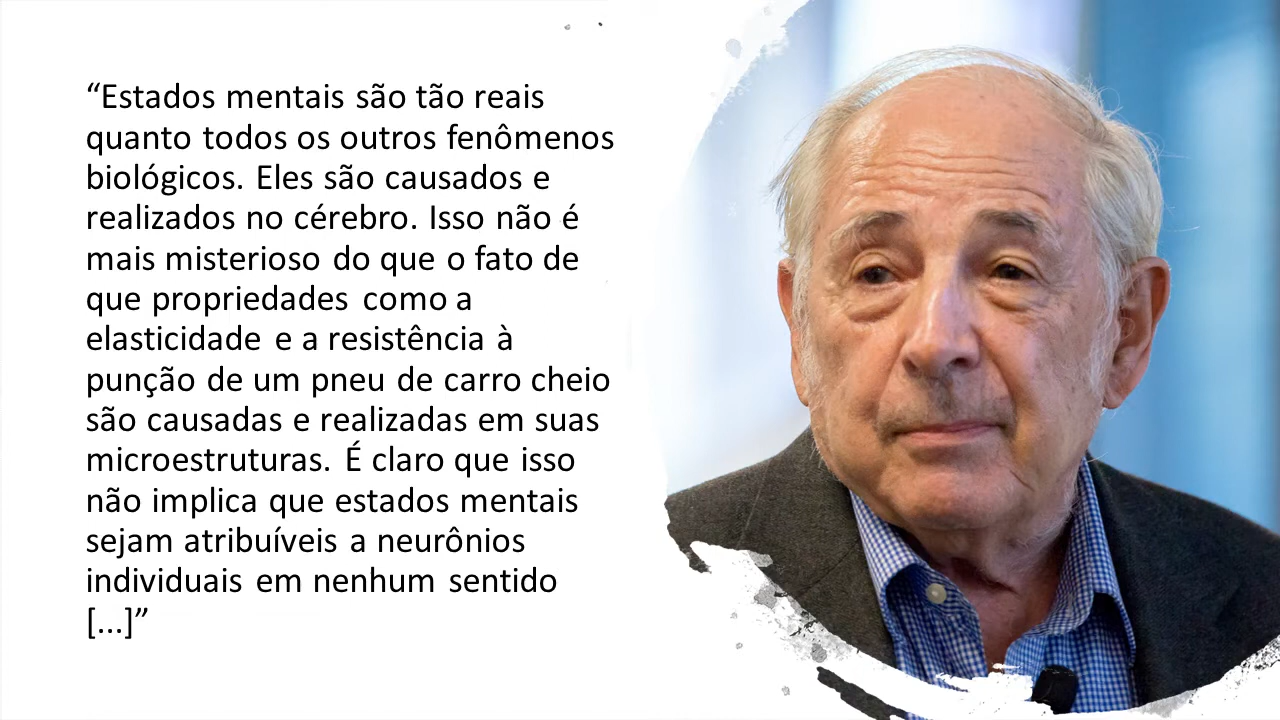 “Estados mentais são tão reais
quanto todos os outros fenômenos
biológicos. Eles são causados e
realizados no cérebro. Isso não é
mais misterioso do que o fato de
que propriedades como a
elasticidade e a resistência à
punção de um pneu de carro cheio
são causadas e realizadas em suas
microestruturas. É claro que isso
não implica que estados mentais
sejam atribuíveis a neurônios
individuais em nenhum sentido
[...]”